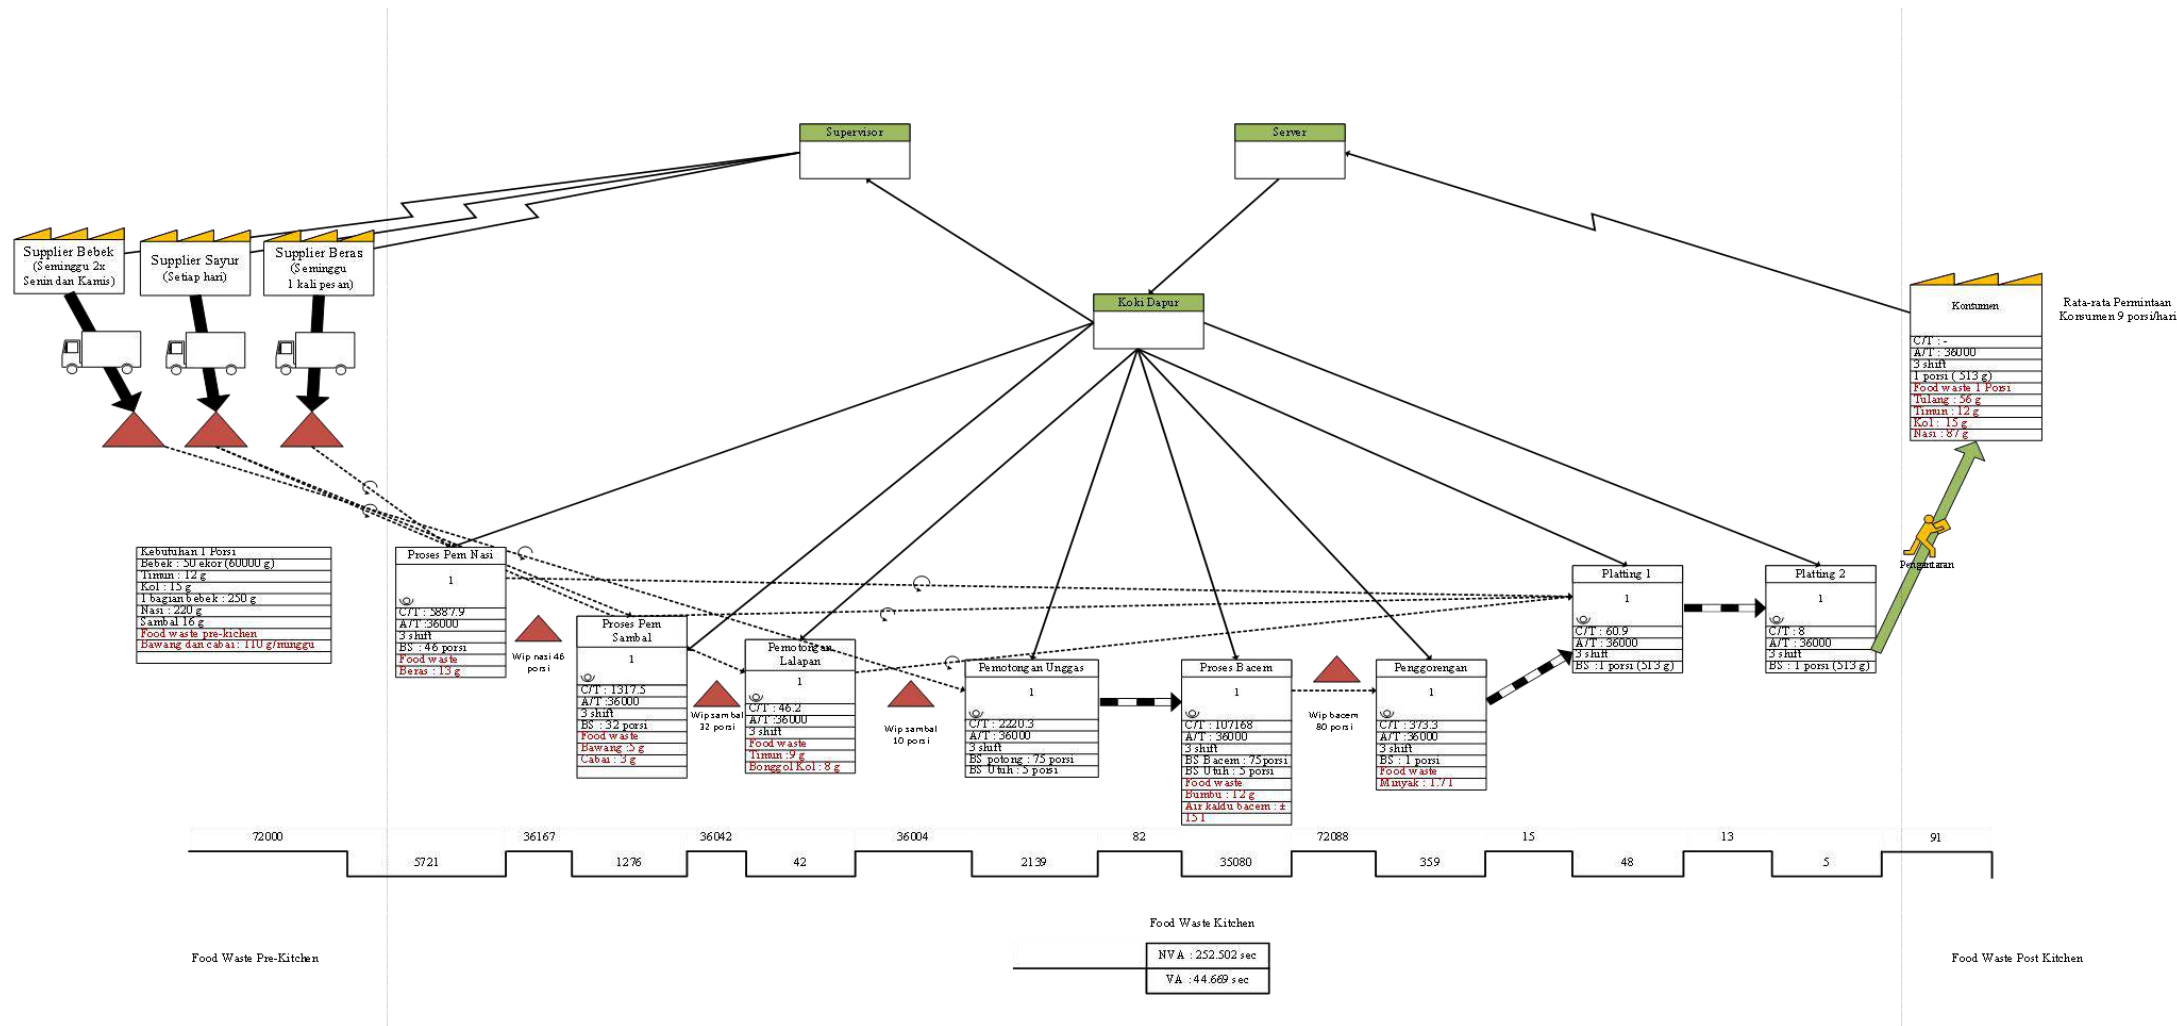 Supervisor
Server
Supplier Bebek
(Seminggu 2x
Senin dan Kamis)
Supplier Sayur
(Setiap hari)
Supplier Beras
(Seminggu
1 kali pesan)
Koki Dapur
Konsumen
C/T : -
A/T : 36000
3 shift
1 porsi ( 513 g)
Food waste 1 Porsi
Tulang : 56 g
Timun : 12 g
Kol : 15 g
Nasi : 87 g
Rata-rata Permintaan
Konsumen 9 porsi/hari
Pengantaran
Kebutuhan 1 Porsi
Bebek : 50 ekor (60000 g)
Timun : 12 g
Kol : 15 g
1 bagian bebek : 250 g
Nasi : 220 g
Sambal 16 g
Food waste pre-kichen
Bawang dan cabai : 110 g/minggu
Proses Pem Nasi
1
C/T : 5887.9
A/T :36000
3 shift
BS : 46 porsi
Food waste
Beras : 13 g
Wip nasi 46
porsi
Proses Pem
Sambal
1
C/T : 1317.5
A/T :36000
3 shift
BS : 32 porsi
Food waste
Bawang :5 g
Cabai : 3 g
Wip sambal
32 porsi
Pemotongan
Lalapan
1
C/T : 46.2
A/T :36000
3 shift
Food waste
Timun : 9 g
Bonggol Kol : 8 g
Wip sambal
10 porsi
Pemotongan Unggas
1
C/T : 2220.3
A/T : 36000
3 shift
BS potong : 75 porsi
BS Utuh : 5 porsi
Proses Bacem
1
C/T : 107168
A/T : 36000
3 shift
BS Bacem : 75porsi
BS Utuh : 5 porsi
Food waste
Bumbu : 12 g
Air kaldu bacem : ±
15 l
Wip bacem
80 porsi
Penggorengan
1
C/T : 373.3
A/T :36000
3 shift
BS : 1 porsi
Food waste
Minyak : 1.7 l
Platting 1
1
C/T : 60.9
A/T : 36000
3 shift
BS :1 porsi (513 g)
Platting 2
1
C/T : 8
A/T : 36000
3 shift
BS : 1 porsi (513 g)
72000 36167 36042 36004 82 72088 15 13 91
5721 1276 42 2139 35080 359 48 5
Food Waste Kitchen
Food Waste Pre-Kitchen
NVA : 252.502 sec
VA : 44.669 sec
Food Waste Post Kitchen